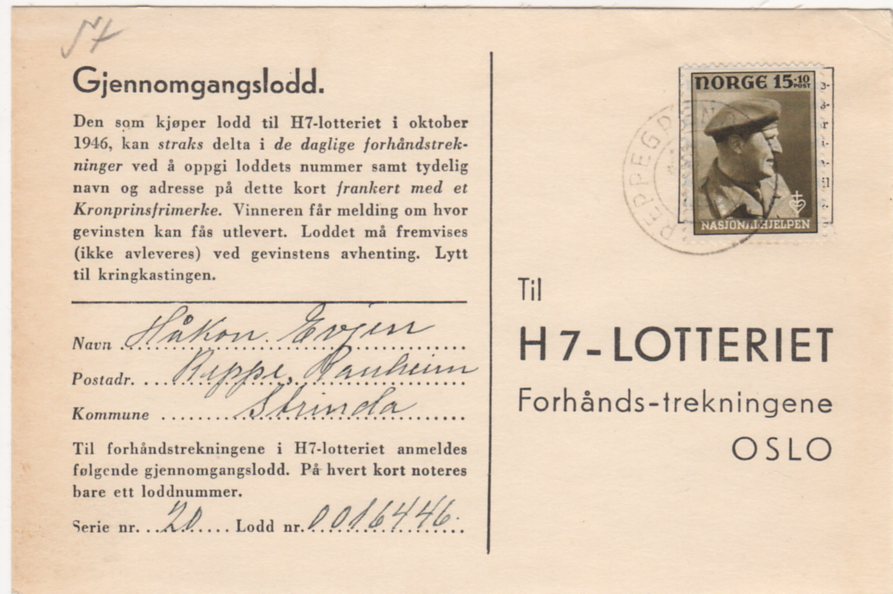 Gjennomgangslodd.
Den som kjøper lodd til H7-lotteriet i oktober
1946, kan straks delta i de daglige forhåndstrek-
ninger ved å oppgi loddets nummer samt tydelig
navn og adresse på dette kort frankert med et
Kronprinsfrimerke. Vinneren får melding om hvor
gevinsten kan fås utlevert. Loddet må fremvises
(ikke avleveres) ved gevinstens avhenting. Lytt
til kringkastingen.
Navn Håkon Evjen
Postadr. Reppe, Ranheim
Kommune Strinda
Til forhåndstrekningene i H7-lotteriet anmeldes
følgende gjennomgangslodd. På hvert kort noteres
bare ett loddnummer.
Serie nr. 20 Lodd nr. 0016446
NORGE 15+10
POST
NASJONALHJELPEN
Til
H7-LOTTERIET
Forhånds-trekningene
OSLO